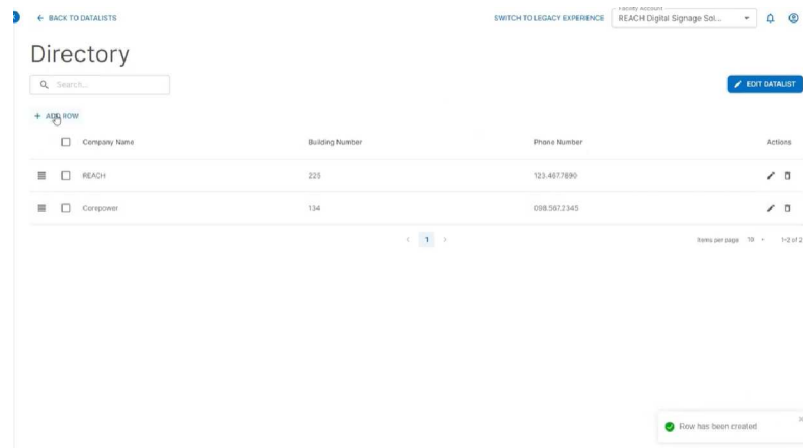 BACK TO DATALISTS
SWITCH TO LEGACY EXPERIENCE
Facility Account
REACH Digital Signage Sol...
Directory
Search...
EDIT DATALIST
+ ADD ROW
Company Name Building Number Phone Number Actions
REACH 225 123.467.7890
Corepower 134 098.567.2345
< 1 >
Items per page 10 1-2 of 2
Row has been created